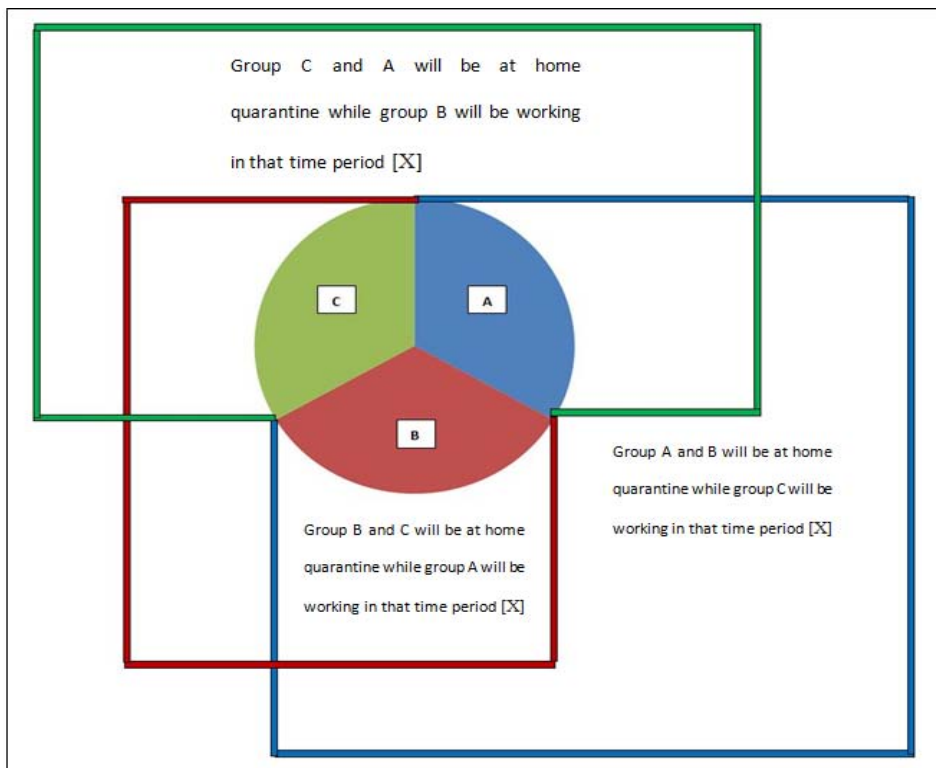 Group C and A will be at home
quarantine while group B will be working
in that time period [X]
C
A
B
Group A and B will be at home
quarantine while group C will be
working in that time period [X]
Group B and C will be at home
quarantine while group A will be
working in that time period [X]